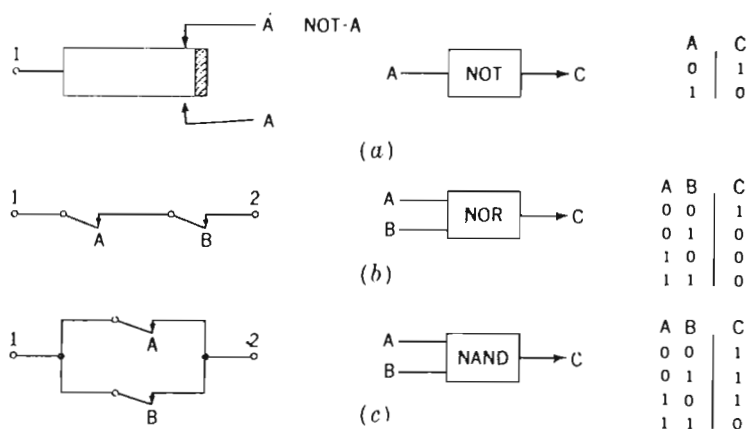 A NOT-A
1
A
A NOT C
A C
0 1
1 0
(a)
1 2
A B
A
B
NOR C
A B C
0 0 1
0 1 0
1 0 0
1 1 0
(b)
1 2
A
B
A
B
NAND C
A B C
0 0 1
0 1 1
1 0 1
1 1 0
(c)